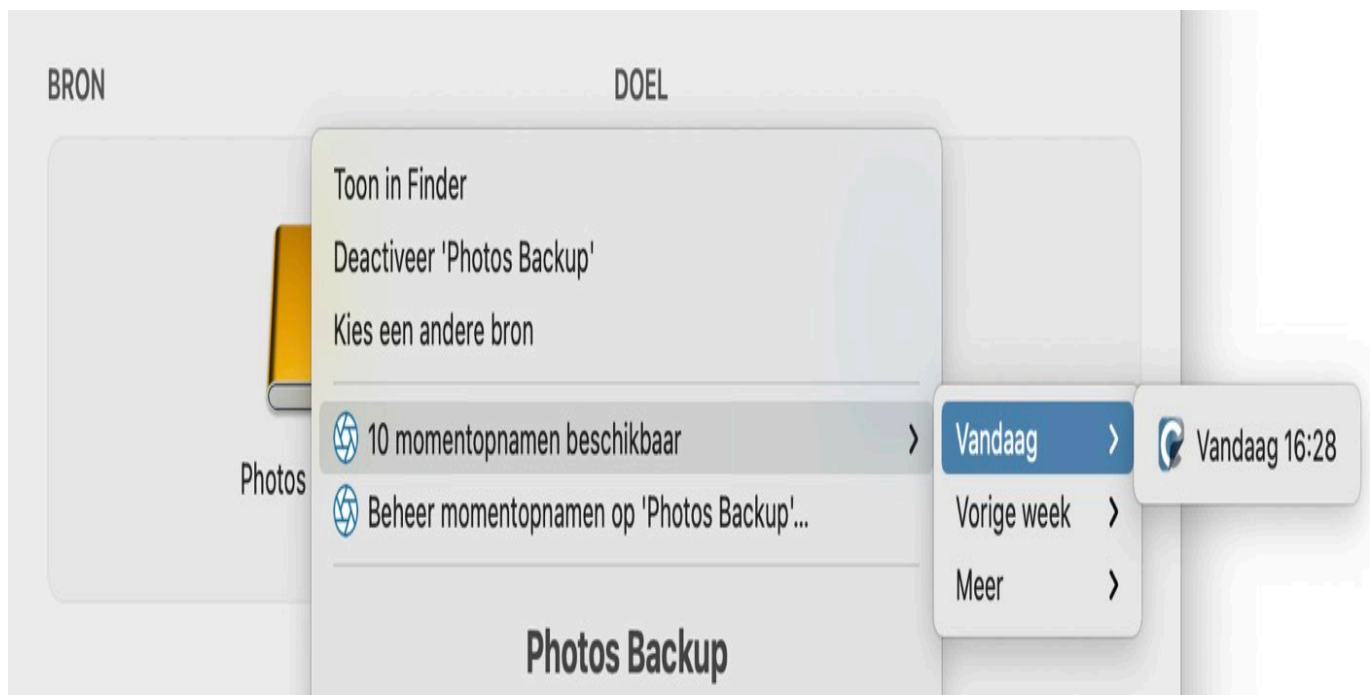 BRON
DOEL
Toon in Finder
Deactiveer 'Photos Backup'
Kies een andere bron
10 momentopnamen beschikbaar
Vandaag
Vandaag 16:28
Photos
Beheer momentopnamen op 'Photos Backup'...
Vorige week
Meer
Photos Backup